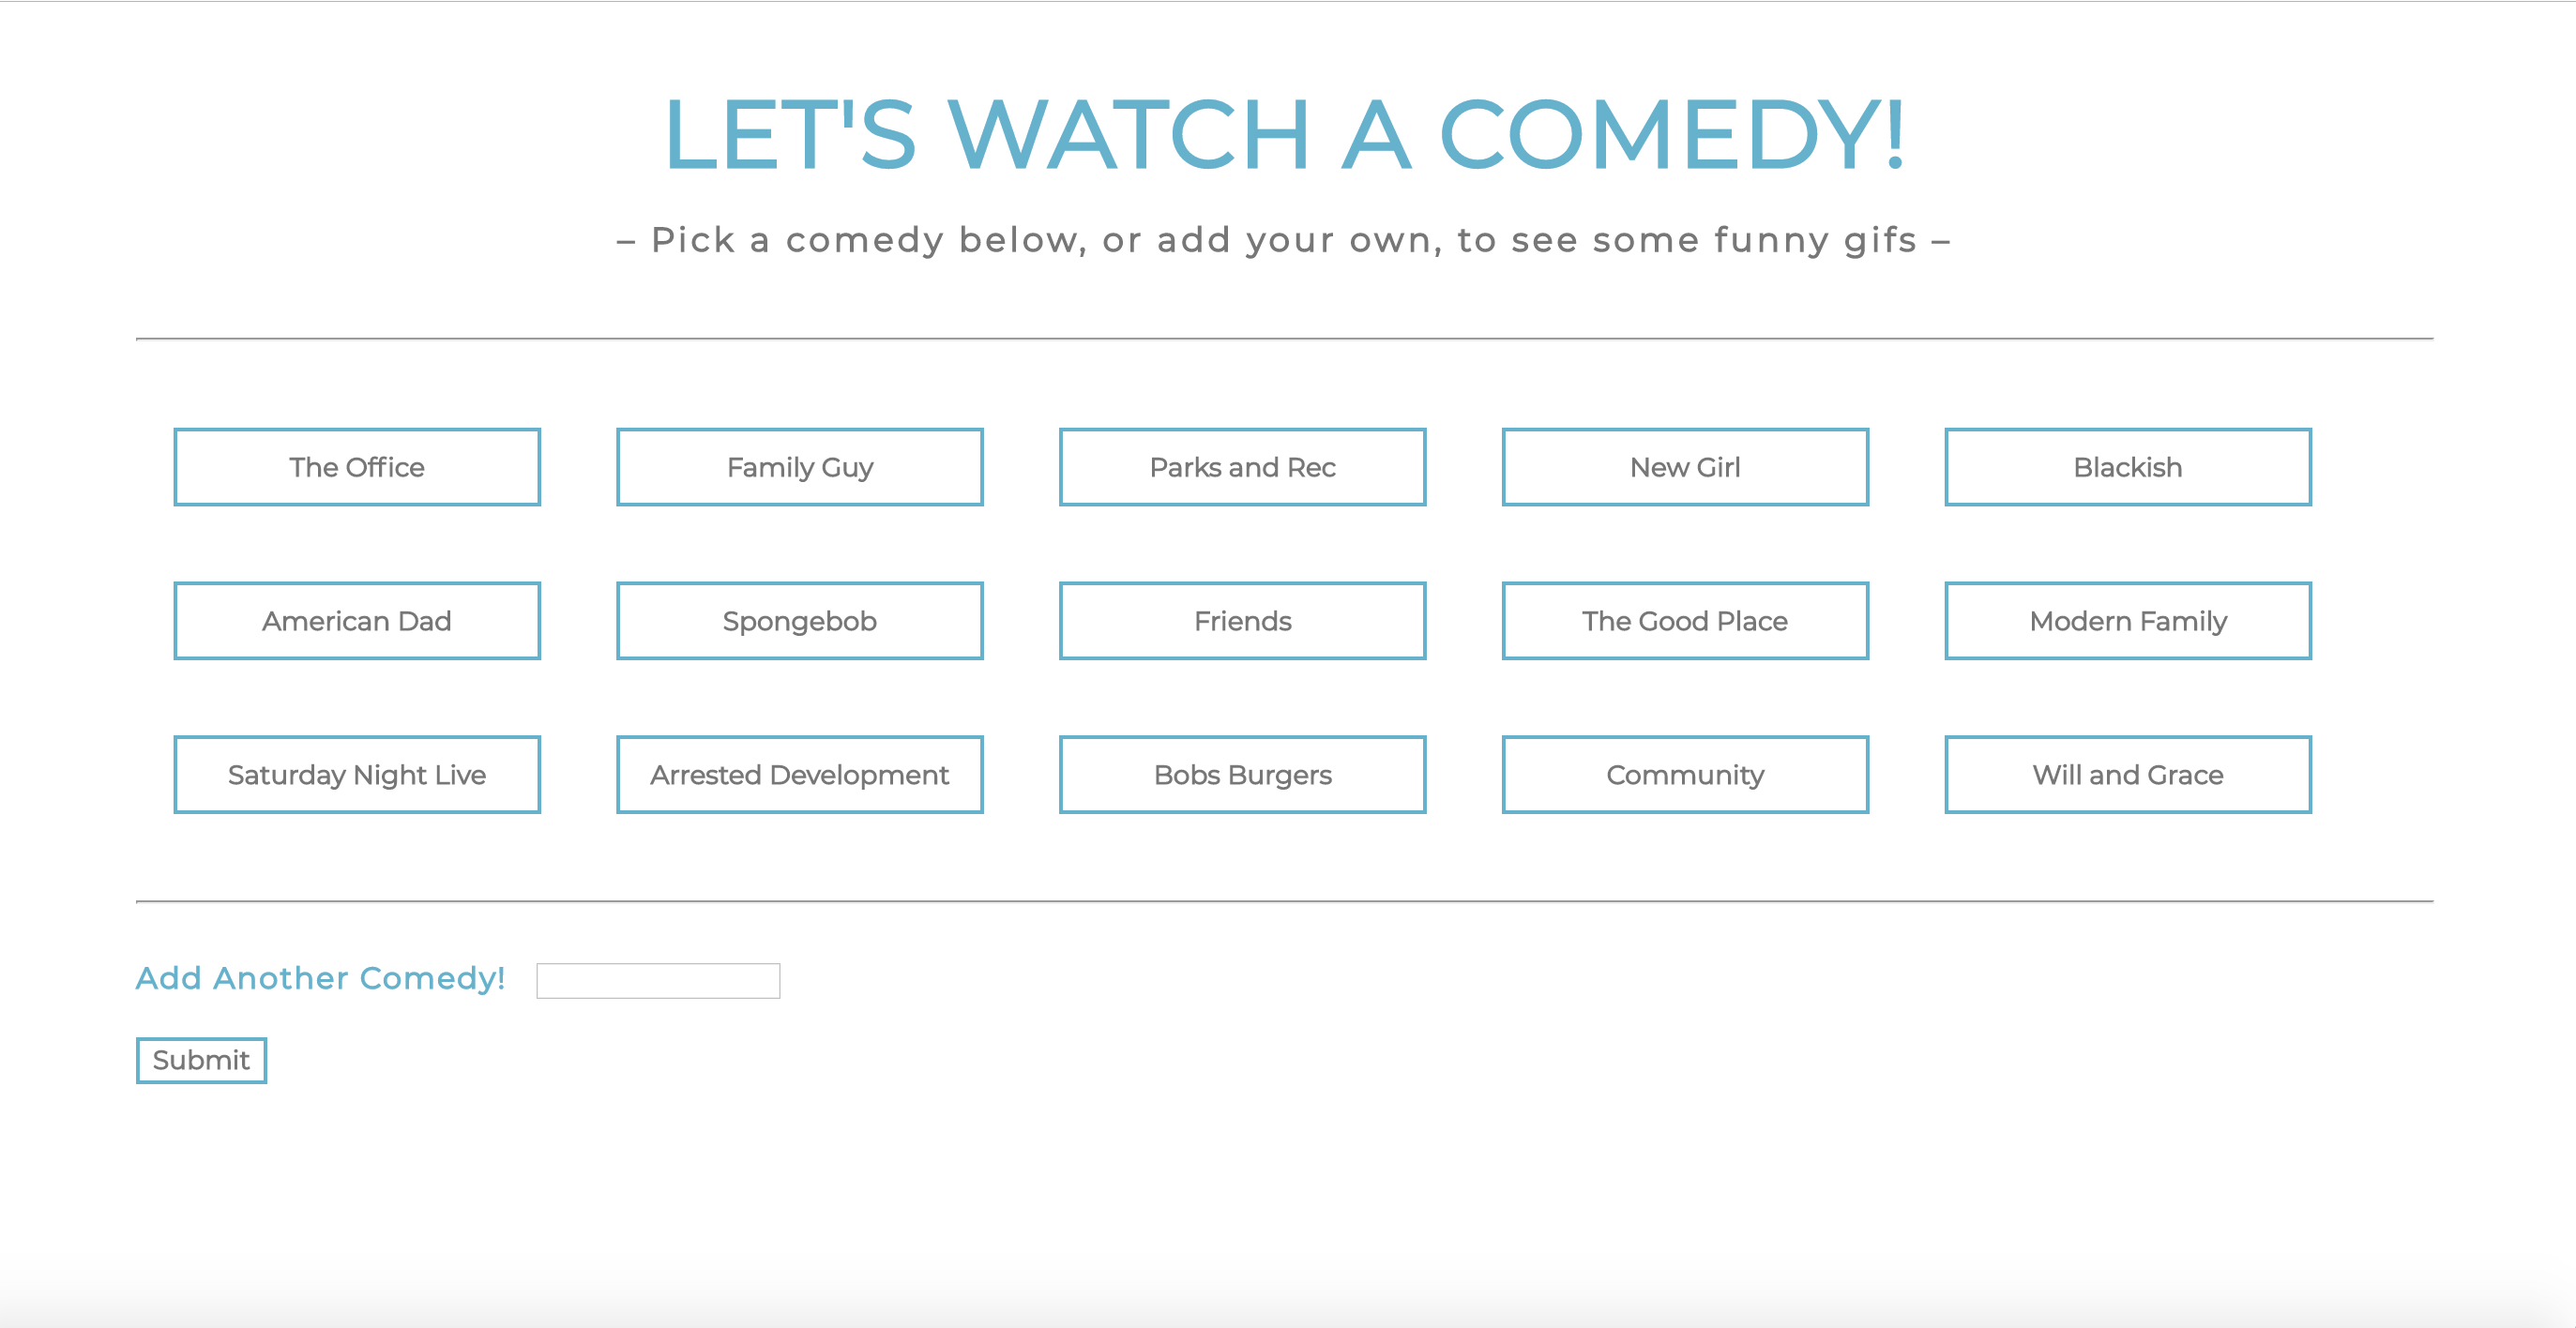 LET'S WATCH A COMEDY!
– Pick a comedy below, or add your own, to see some funny gifs –
The Office
Family Guy
Parks and Rec
New Girl
Blackish
American Dad
Spongebob
Friends
The Good Place
Modern Family
Saturday Night Live
Arrested Development
Bobs Burgers
Community
Will and Grace
Add Another Comedy!
Submit